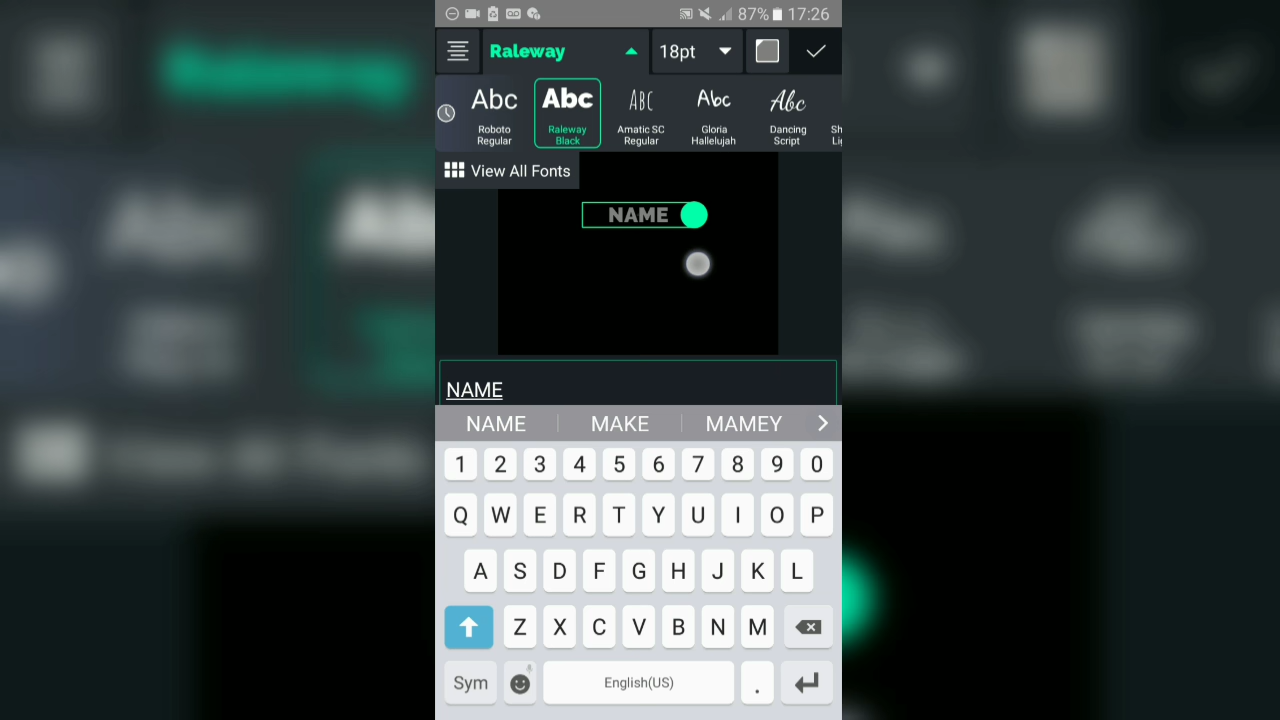 87% 17:26
Raleway 18pt
Abc Abc ABC Abc Abc
Roboto Regular
Raleway Black
Amatic SC Regular
Gloria Hallelujah
Dancing Script
View All Fonts
NAME
NAME
NAME MAKE MAMEY
1 2 3 4 5 6 7 8 9 0
Q W E R T Y U I O P
A S D F G H J K L
Z X C V B N M
Sym English(US) .